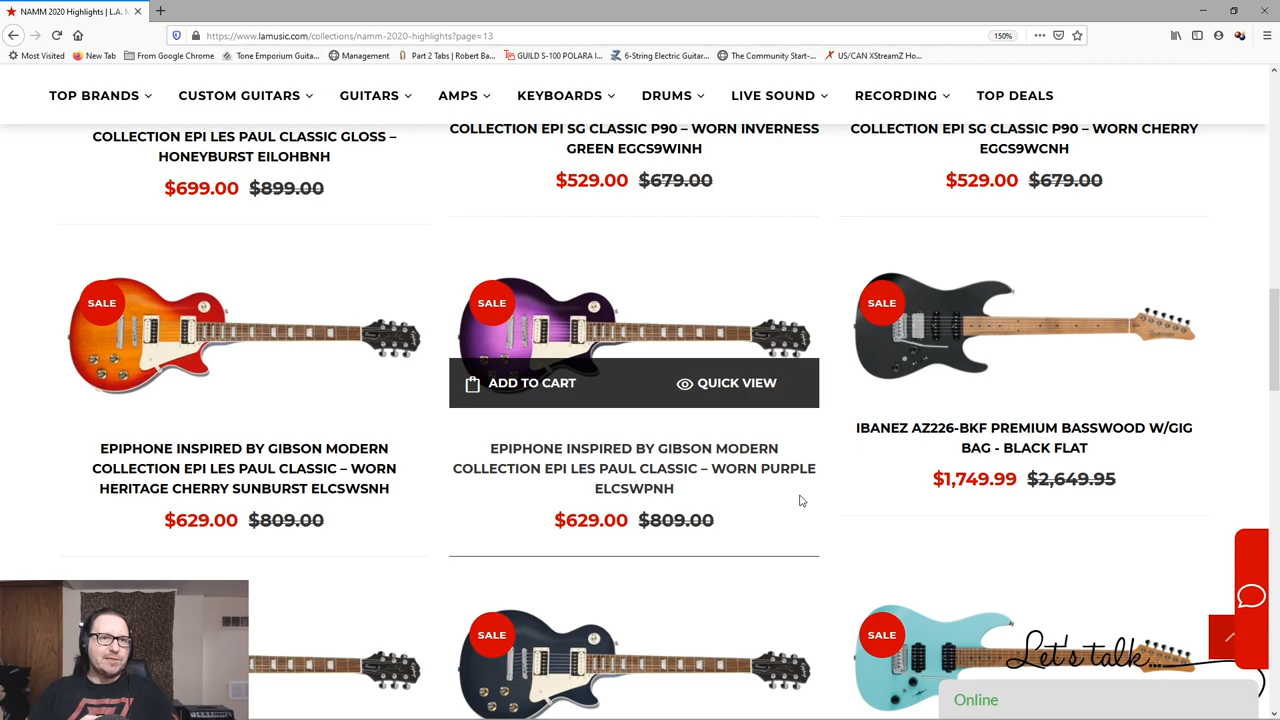 NAMM 2020 Highlights | L.A. M
https://www.lamusic.com/collections/namm-2020-highlights?page=13
150%
Most Visited
New Tab
From Google Chrome
Tone Emporium Guita...
Management
Part 2 Tabs | Robert Ba...
GUILD S-100 POLARA I...
6-String Electric Guitar...
The Community Start-...
US/CAN XStreamZ Ho...
TOP BRANDS
CUSTOM GUITARS
GUITARS
AMPS
KEYBOARDS
DRUMS
LIVE SOUND
RECORDING
TOP DEALS
COLLECTION EPI LES PAUL CLASSIC GLOSS –
HONEYBURST EILOHBNH
$699.00 $899.00
COLLECTION EPI SG CLASSIC P90 – WORN INVERNESS
GREEN EGCS9WINH
$529.00 $679.00
COLLECTION EPI SG CLASSIC P90 – WORN CHERRY
EGCS9WCNH
$529.00 $679.00
SALE
EPIPHONE INSPIRED BY GIBSON MODERN
COLLECTION EPI LES PAUL CLASSIC – WORN
HERITAGE CHERRY SUNBURST ELCSWSNH
$629.00 $809.00
SALE
ADD TO CART
QUICK VIEW
EPIPHONE INSPIRED BY GIBSON MODERN
COLLECTION EPI LES PAUL CLASSIC – WORN PURPLE
ELCSWPNH
$629.00 $809.00
SALE
IBANEZ AZ226-BKF PREMIUM BASSWOOD W/GIG
BAG - BLACK FLAT
$1,749.99 $2,649.95
SALE
SALE
Let's talk...
Online